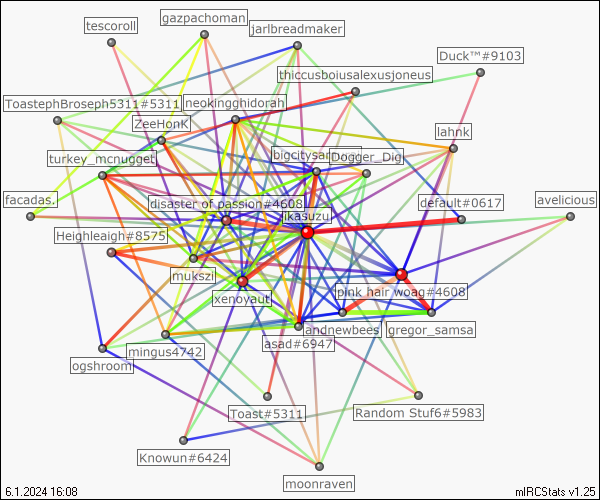 tescoroll
gazpachoman
jarlbreadmaker
Duck™#9103
thiccusboiusalexusjoneus
ToastephBroseph5311#5311
neokingghidorah
ZeeHonk
lahnk
turkey_mcnugget
Dogger_Dig
facadas.
disaster of passion#4608
default#0617
avelicious
ikasuzu
Heighleaigh#8575
mukszi
xenoyaut
pink hair woag#4608
andnewbees
gregor_samsa
mingus4742
asad#6947
ogshroom
Toast#5311
Random Stuf6#5983
Knowun#6424
moonraven
6.1.2024 16:08
mIRCStats v1.25